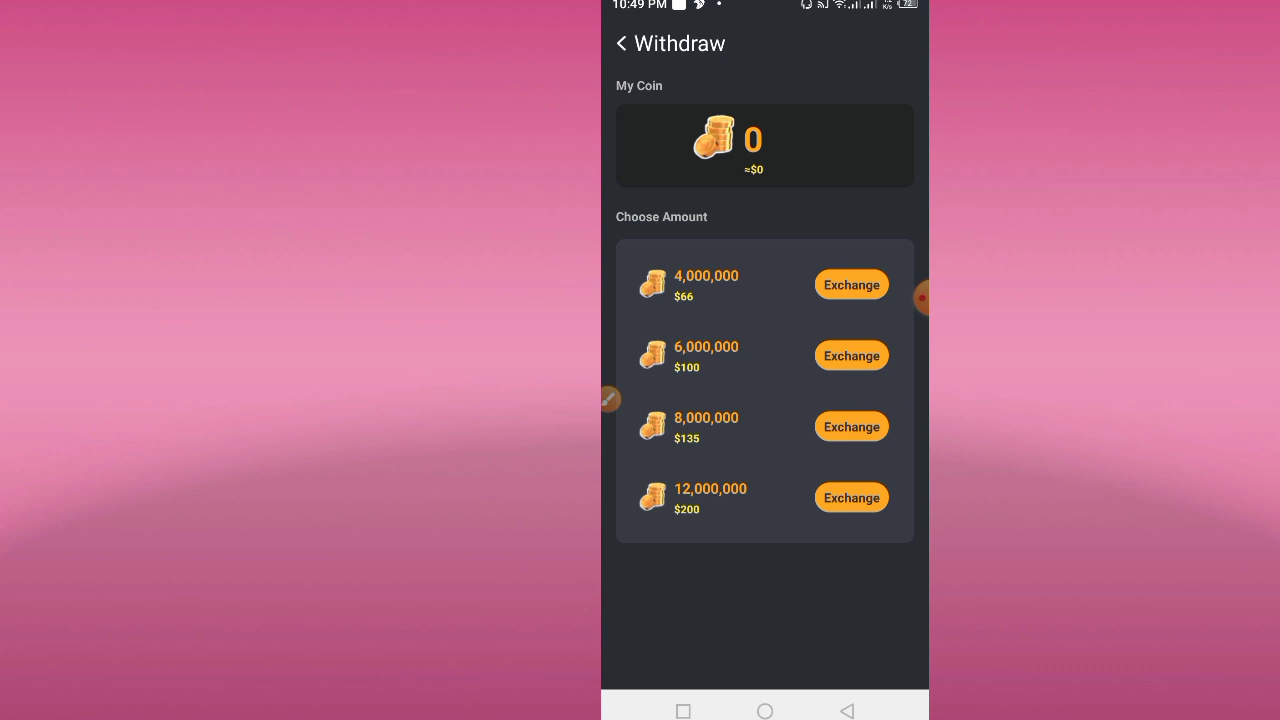 10:49 PM
72
Withdraw
My Coin
0
≈$0
Choose Amount
4,000,000
$66
Exchange
6,000,000
$100
Exchange
8,000,000
$135
Exchange
12,000,000
$200
Exchange